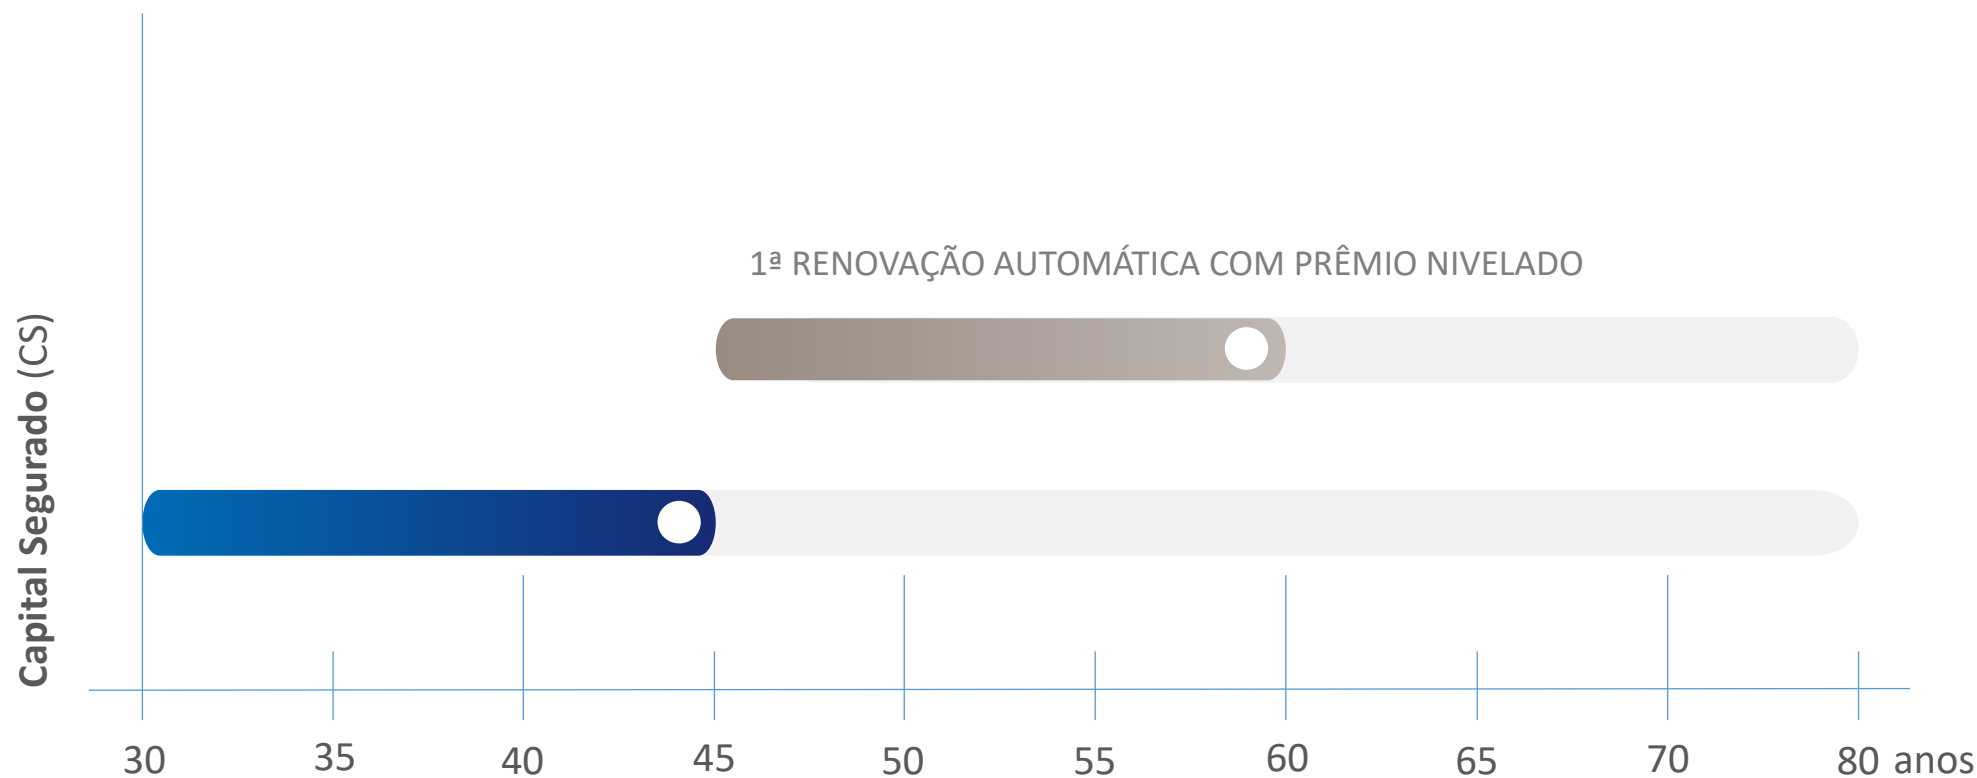 1ª RENOVAÇÃO AUTOMÁTICA COM PRÊMIO NIVELADO
Capital Segurado (CS)
30 35 40 45 50 55 60 65 70 80 anos